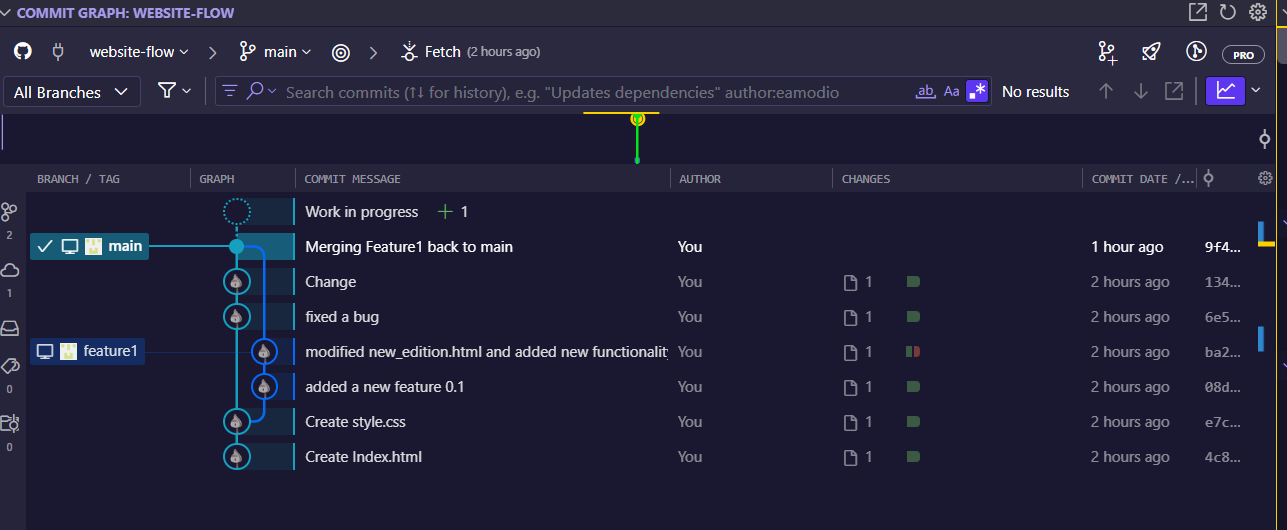 COMMIT GRAPH: WEBSITE-FLOW
website-flow main Fetch (2 hours ago) PRO
All Branches Search commits (↑↓ for history), e.g. "Updates dependencies" author:eamodio ab, Aa No results
BRANCH / TAG GRAPH COMMIT MESSAGE AUTHOR CHANGES COMMIT DATE /...
Work in progress + 1
2
main Merging Feature1 back to main You 1 hour ago 9f4...
Change You 1 2 hours ago 134...
1
fixed a bug You 1 2 hours ago 6e5...
feature1 modified new_edition.html and added new functionality You 1 2 hours ago ba2...
0
added a new feature 0.1 You 1 2 hours ago 08d...
Create style.css You 1 2 hours ago e7c...
0
Create Index.html You 1 2 hours ago 4c8...